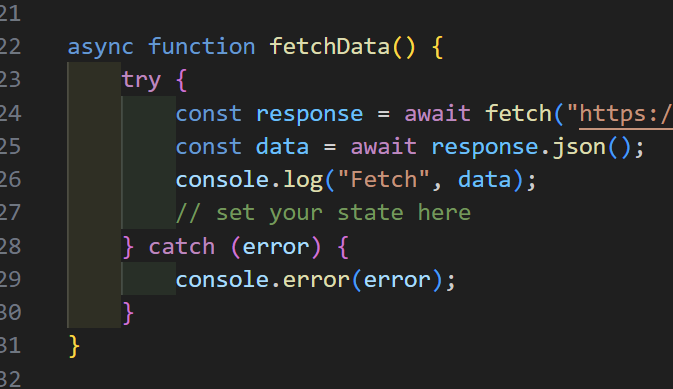 21
22 async function fetchData() {
23 try {
24 const response = await fetch("https:/
25 const data = await response.json();
26 console.log("Fetch", data);
27 // set your state here
28 } catch (error) {
29 console.error(error);
30 }
31 }
32